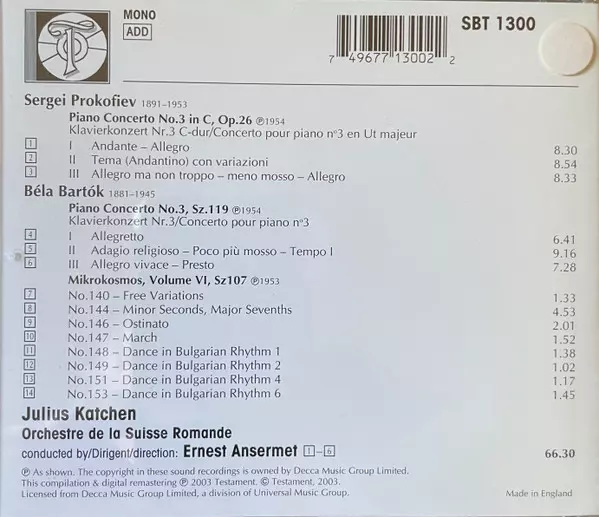 MONO
ADD
SBT 1300
7 49677 13002 2
Sergei Prokofiev 1891–1953
Piano Concerto No.3 in C, Op.26 ℗1954
Klavierkonzert Nr.3 C-dur/Concerto pour piano nº3 en Ut majeur
1 I Andante – Allegro 8.30
2 II Tema (Andantino) con variazioni 8.54
3 III Allegro ma non troppo – meno mosso – Allegro 8.33
Béla Bartók 1881–1945
Piano Concerto No.3, Sz.119 ℗1954
Klavierkonzert Nr.3/Concerto pour piano nº3
4 I Allegretto 6.41
5 II Adagio religioso – Poco più mosso – Tempo I 9.16
6 III Allegro vivace – Presto 7.28
Mikrokosmos, Volume VI, Sz107 ℗1953
7 No.140 – Free Variations 1.33
8 No.144 – Minor Seconds, Major Sevenths 4.53
9 No.146 – Ostinato 2.01
10 No.147 – March 1.52
11 No.148 – Dance in Bulgarian Rhythm 1 1.38
12 No.149 – Dance in Bulgarian Rhythm 2 1.02
13 No.151 – Dance in Bulgarian Rhythm 4 1.17
14 No.153 – Dance in Bulgarian Rhythm 6 1.45
Julius Katchen
Orchestre de la Suisse Romande
conducted by/Dirigent/direction: Ernest Ansermet 1–6 66.30
℗ As shown. The copyright in these sound recordings is owned by Decca Music Group Limited.
This compilation & digital remastering ℗ 2003 Testament. © Testament, 2003.
Licensed from Decca Music Group Limited, a division of Universal Music Group. Made in England